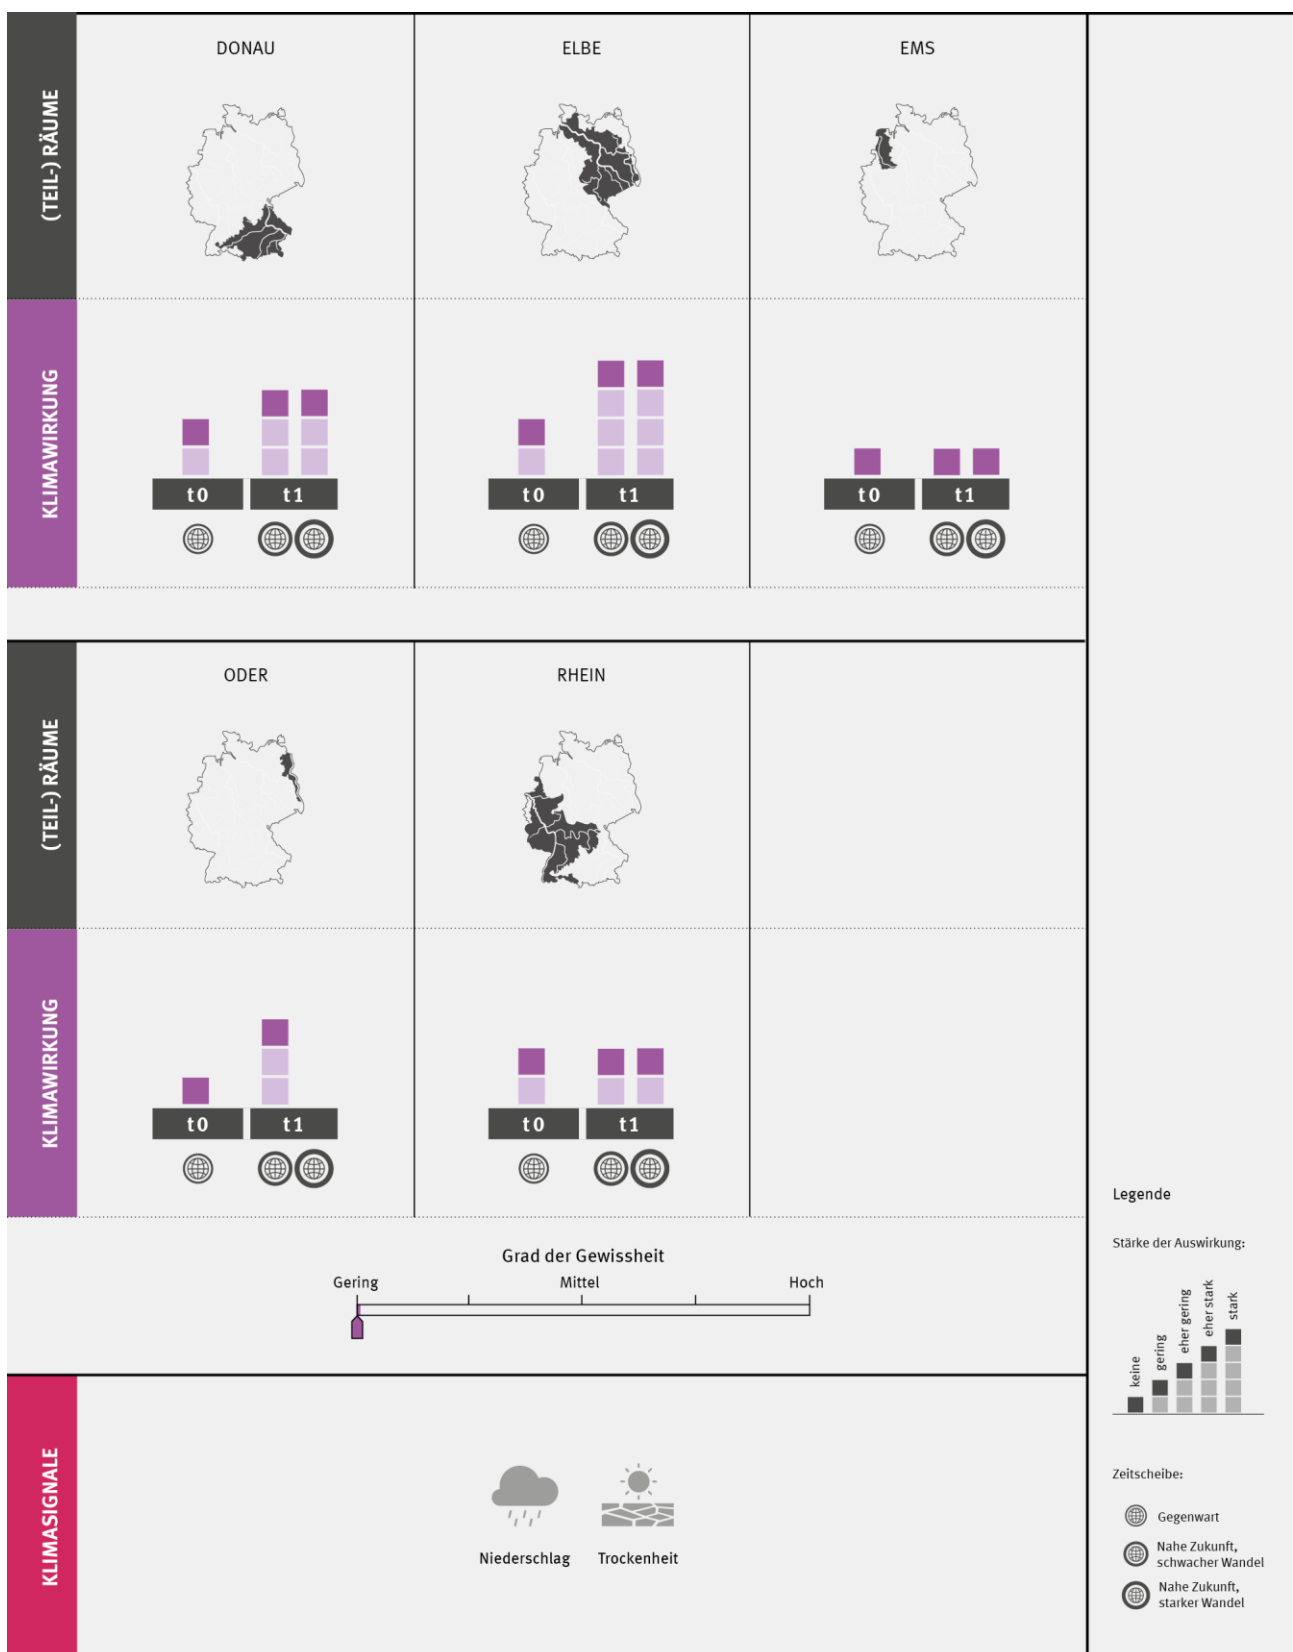 (TEIL-) RÄUME
DONAU
ELBE
EMS
KLIMAWIRKUNG
t0
t1
t0
t1
t0
t1
(TEIL-) RÄUME
ODER
RHEIN
KLIMAWIRKUNG
t0
t1
t0
t1
Grad der Gewissheit
Gering
Mittel
Hoch
KLIMASIGNALE
Niederschlag
Trockenheit
Legende
Stärke der Auswirkung:
keine
gering
eher gering
eher stark
stark
Zeitscheibe:
Gegenwart
Nahe Zukunft,
schwacher Wandel
Nahe Zukunft,
starker Wandel